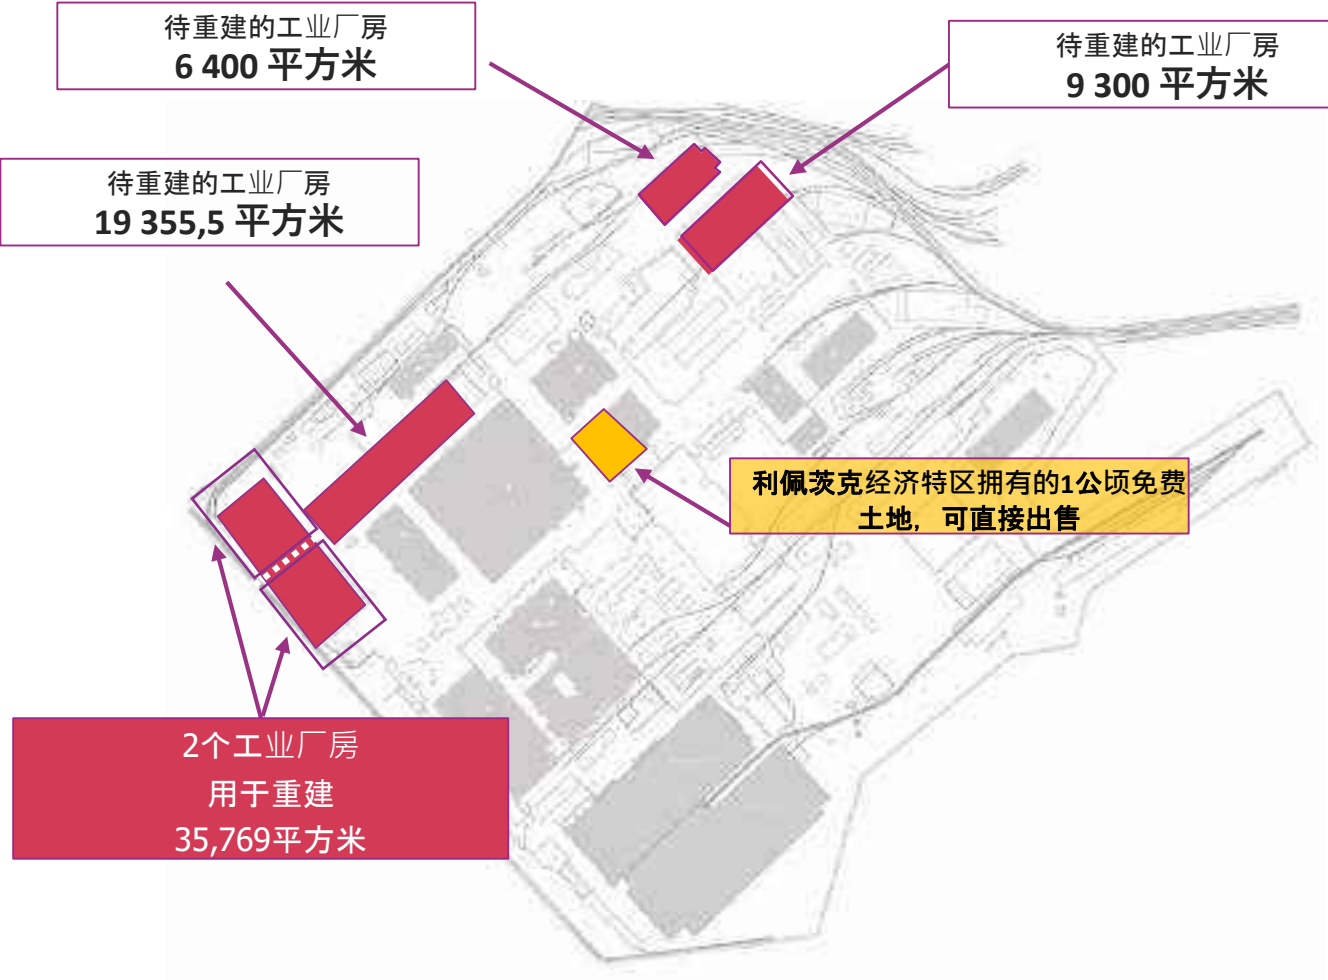 待重建的工业厂房
6 400 平方米
待重建的工业厂房
9 300 平方米
待重建的工业厂房
19 355,5 平方米
利佩茨克经济特区拥有的1公顷免费
土地，可直接出售
2个工业厂房
用于重建
35,769平方米